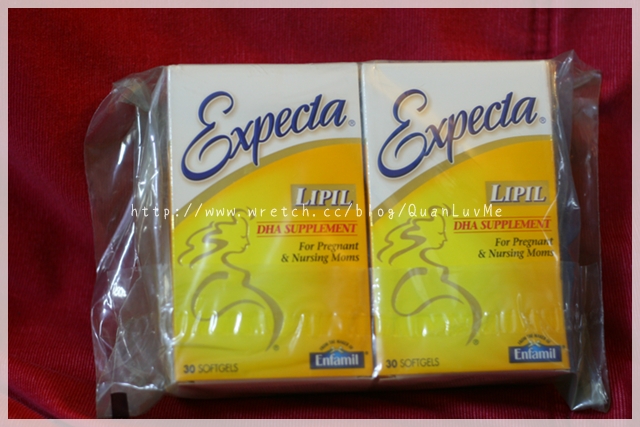 Expecta®
LIPIL
DHA SUPPLEMENT
For Pregnant
& Nursing Moms
30 SOFTGELS
Enfamil
Expecta®
LIPIL
DHA SUPPLEMENT
For Pregnant
& Nursing Moms
30 SOFTGELS
Enfamil
http://www.wretch.cc/blog/QuanLuvMe